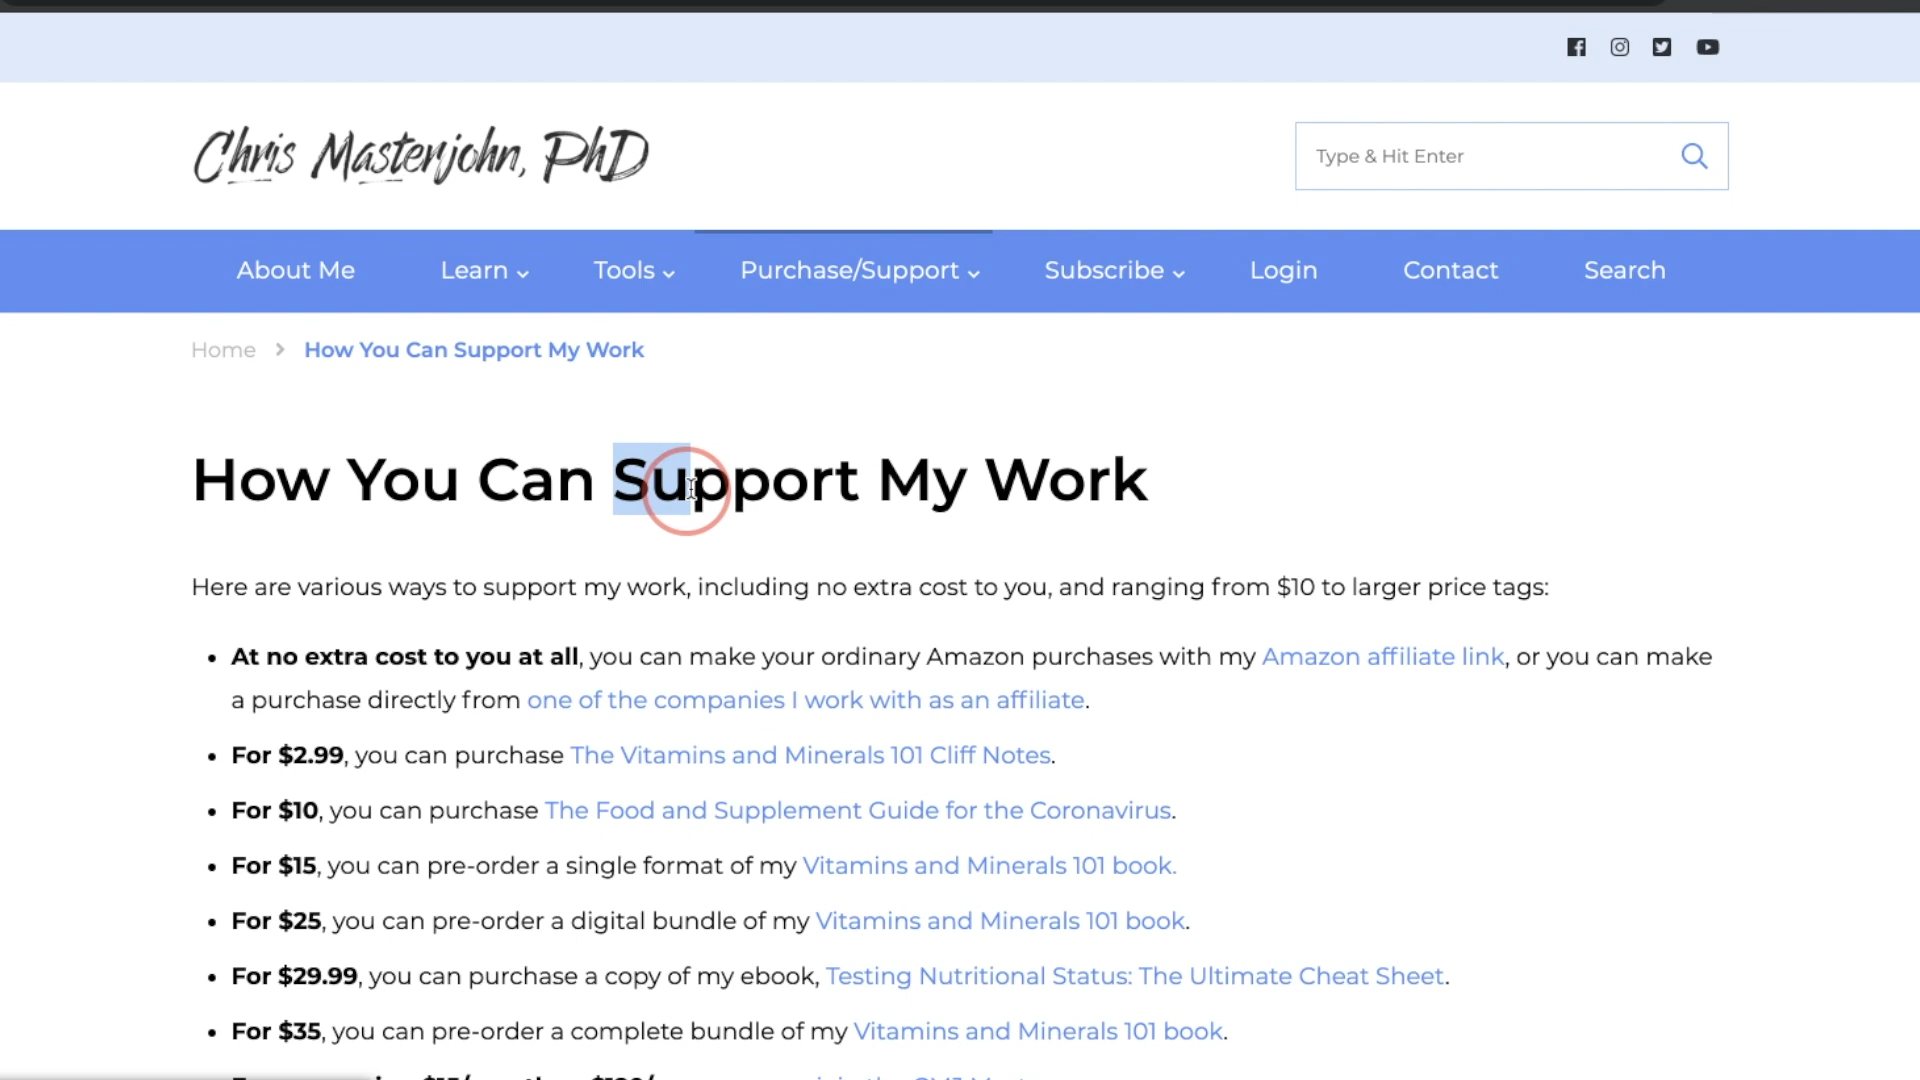 Chris Masterjohn, PhD
Type & Hit Enter
About Me Learn Tools Purchase/Support Subscribe Login Contact Search
Home > How You Can Support My Work
How You Can Support My Work
Here are various ways to support my work, including no extra cost to you, and ranging from $10 to larger price tags:
• At no extra cost to you at all, you can make your ordinary Amazon purchases with my Amazon affiliate link, or you can make
a purchase directly from one of the companies I work with as an affiliate.
• For $2.99, you can purchase The Vitamins and Minerals 101 Cliff Notes.
• For $10, you can purchase The Food and Supplement Guide for the Coronavirus.
• For $15, you can pre-order a single format of my Vitamins and Minerals 101 book.
• For $25, you can pre-order a digital bundle of my Vitamins and Minerals 101 book.
• For $29.99, you can purchase a copy of my ebook, Testing Nutritional Status: The Ultimate Cheat Sheet.
• For $35, you can pre-order a complete bundle of my Vitamins and Minerals 101 book.